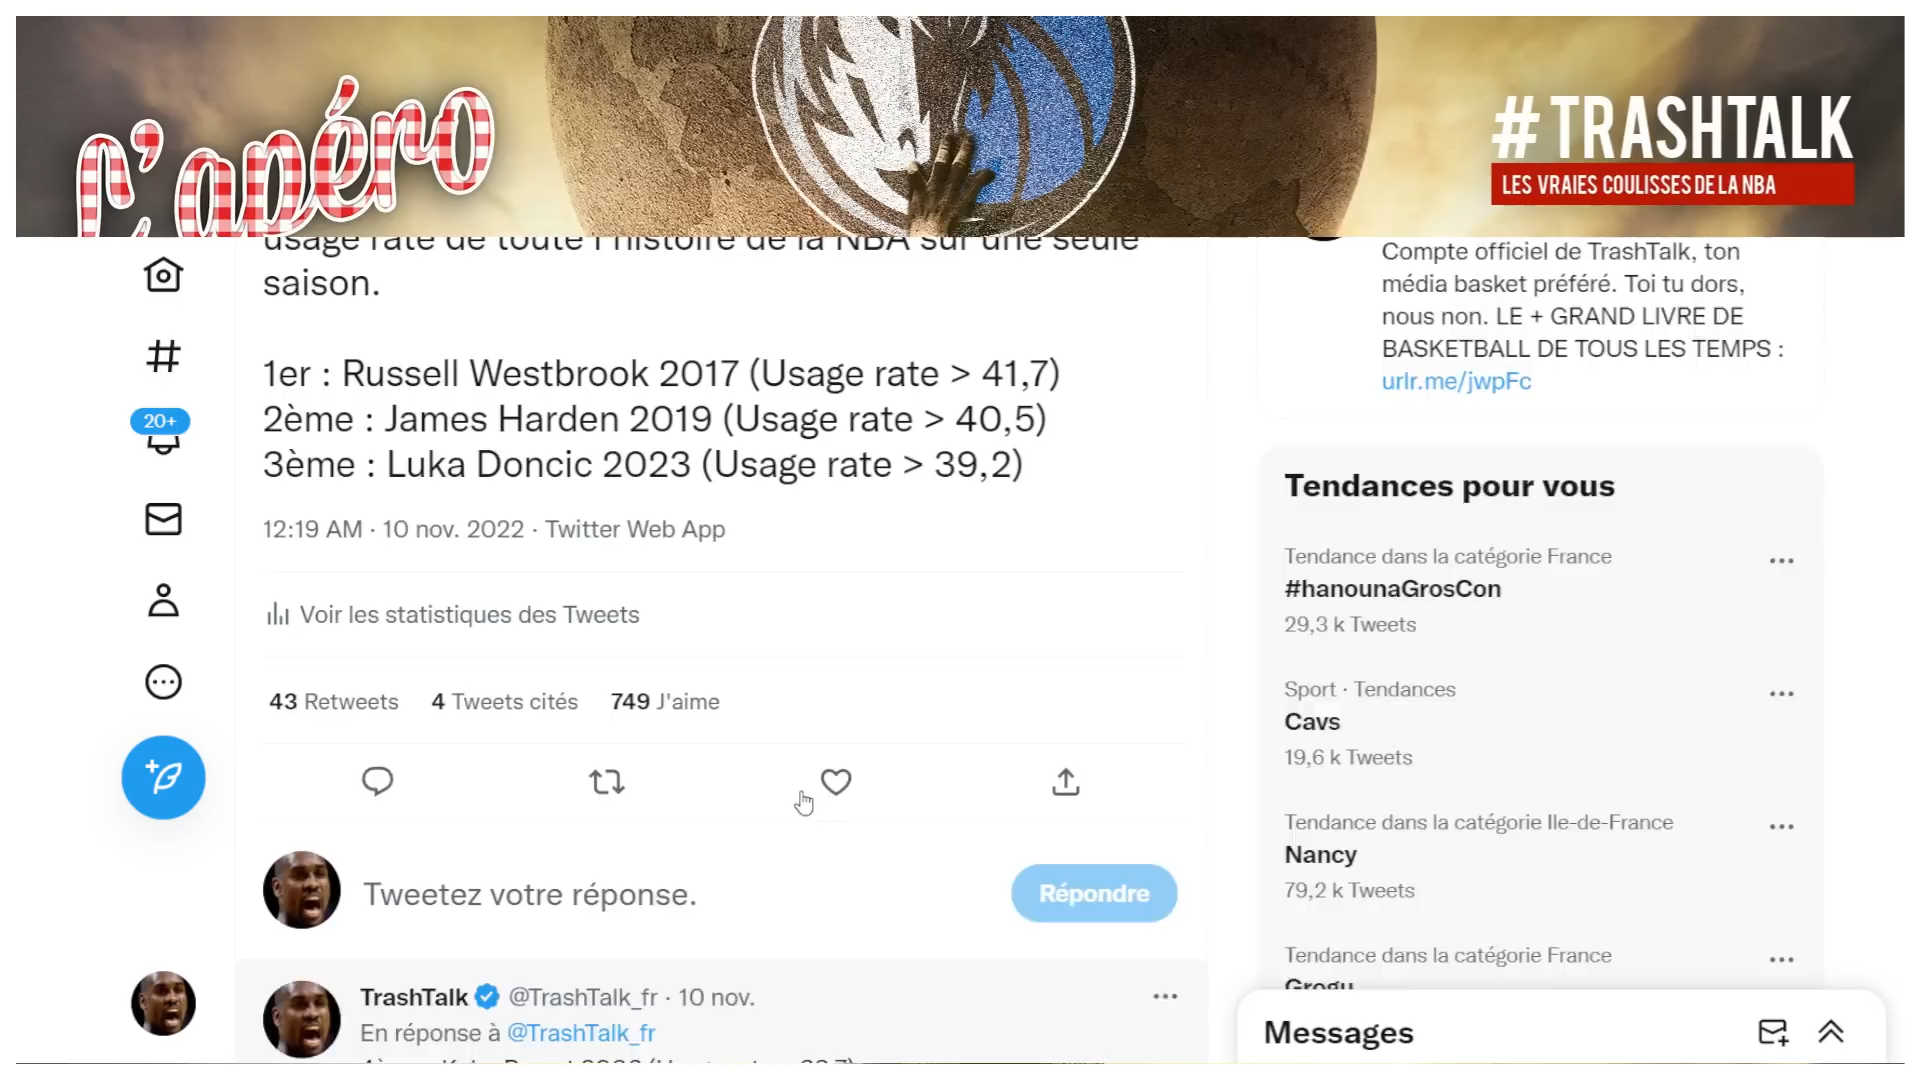 L'apéro
#TRASHTALK
LES VRAIES COULISSES DE LA NBA
usage rate de toute l'histoire de la NBA sur une seule
saison.
1er : Russell Westbrook 2017 (Usage rate > 41,7)
2ème : James Harden 2019 (Usage rate > 40,5)
3ème : Luka Doncic 2023 (Usage rate > 39,2)
12:19 AM · 10 nov. 2022 · Twitter Web App
Voir les statistiques des Tweets
43 Retweets 4 Tweets cités 749 J'aime
Tweetez votre réponse.
Répondre
TrashTalk @TrashTalk_fr · 10 nov.
En réponse à @TrashTalk_fr
20+
Compte officiel de TrashTalk, ton
média basket préféré. Toi tu dors,
nous non. LE + GRAND LIVRE DE
BASKETBALL DE TOUS LES TEMPS :
urlr.me/jwpFc
Tendances pour vous
Tendance dans la catégorie France
#hanounaGrosCon
29,3 k Tweets
Sport · Tendances
Cavs
19,6 k Tweets
Tendance dans la catégorie Ile-de-France
Nancy
79,2 k Tweets
Tendance dans la catégorie France
Grogu
Messages